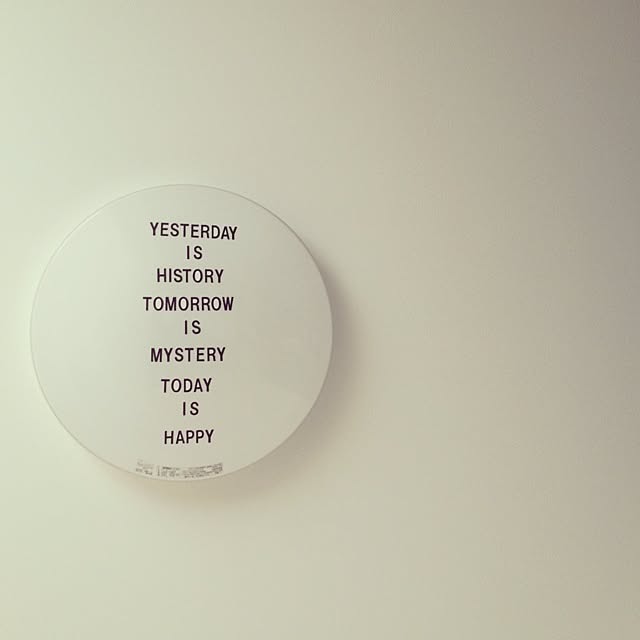 YESTERDAY
IS
HISTORY
TOMORROW
IS
MYSTERY
TODAY
IS
HAPPY